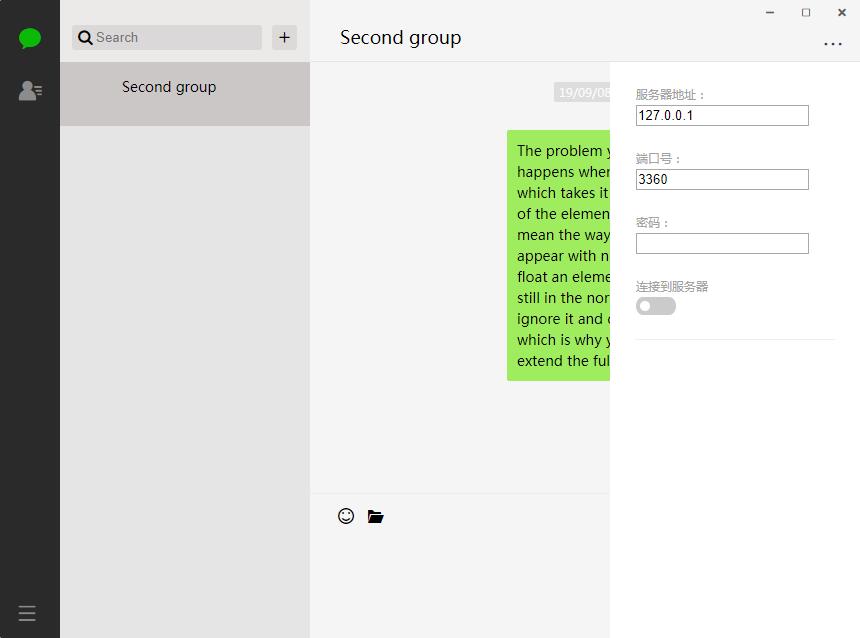 Search
+
Second group
Second group
19/09/08
The problem
happens when
which takes it
of the elemen
mean the way
appear with n
float an eleme
still in the nor
ignore it and
which is why
extend the ful
服务器地址：
127.0.0.1
端口号：
3360
密码：
连接到服务器